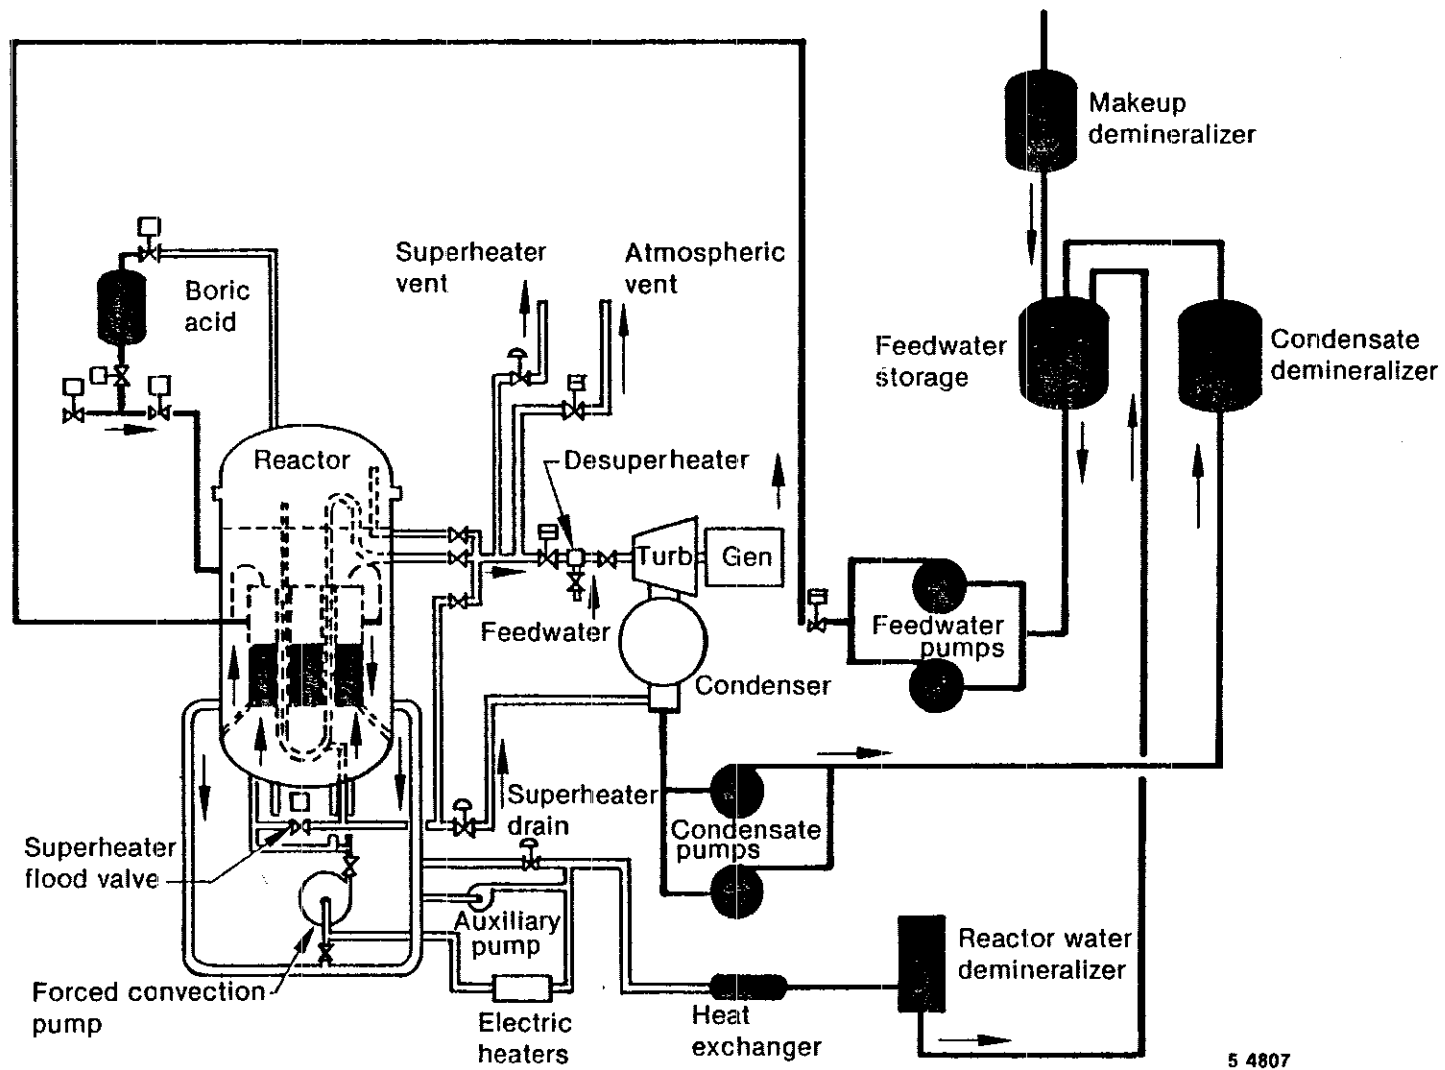 Makeup
demineralizer
Superheater
vent
Atmospheric
vent
Boric
acid
Feedwater
storage
Condensate
demineralizer
Reactor
Desuperheater
Turb
Gen
Feedwater
Feedwater
pumps
Condenser
Superheater
drain
Condensate
pumps
Superheater
flood valve
Auxiliary
pump
Reactor water
demineralizer
Forced convection
pump
Electric
heaters
Heat
exchanger
5 4807